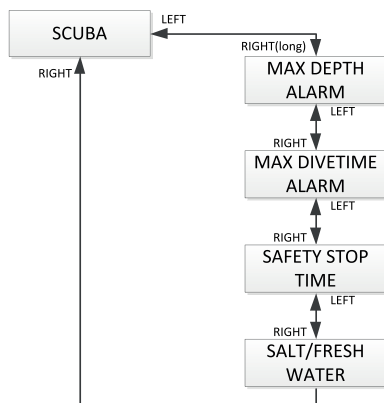 LEFT
SCUBA
RIGHT(long)
RIGHT
MAX DEPTH
ALARM
LEFT
RIGHT
MAX DIVETIME
ALARM
LEFT
RIGHT
SAFETY STOP
TIME
LEFT
RIGHT
SALT/FRESH
WATER